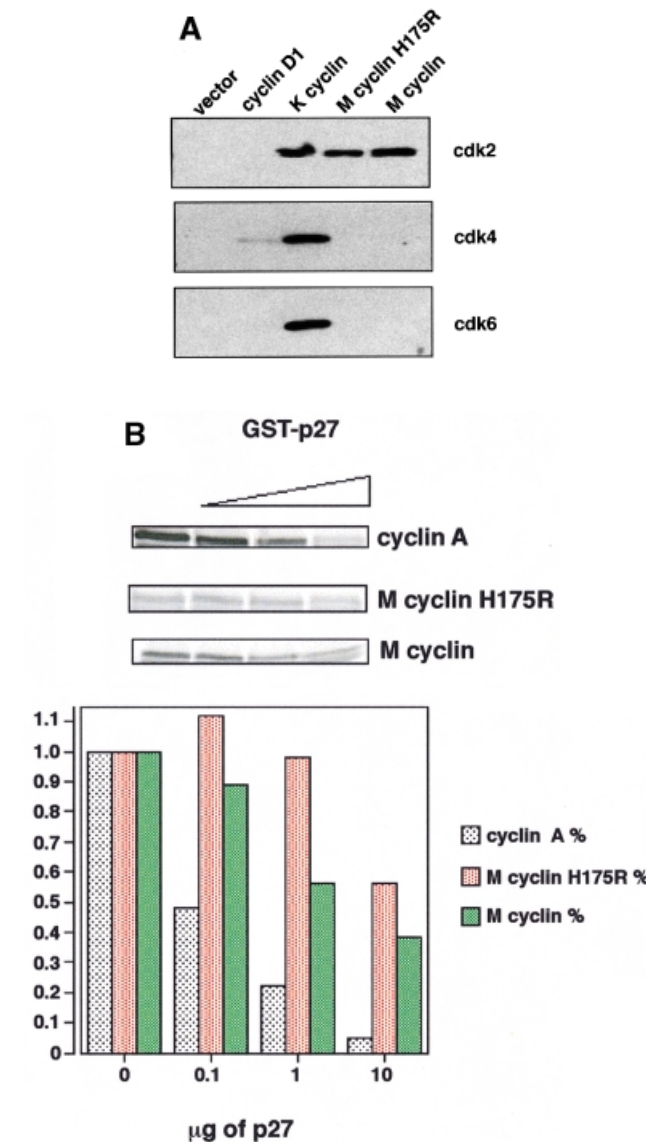 A
vector
cyclin D1
K cyclin
M cyclin H175R
M cyclin
cdk2
cdk4
cdk6
B
GST-p27
cyclin A
M cyclin H175R
M cyclin
1.1
1.0
0.9
0.8
0.7
0.6
0.5
0.4
0.3
0.2
0.1
0
0 0.1 1 10
µg of p27
cyclin A %
M cyclin H175R %
M cyclin %